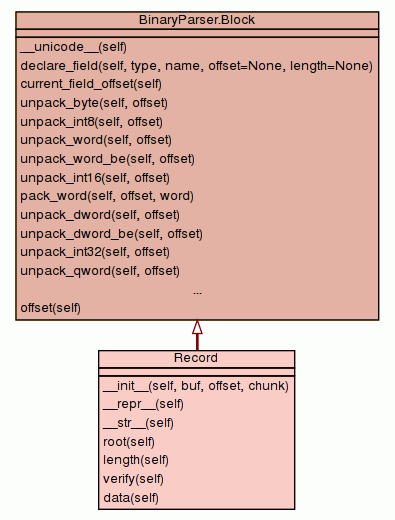 BinaryParser.Block
__unicode__(self)
declare_field(self, type, name, offset=None, length=None)
current_field_offset(self)
unpack_byte(self, offset)
unpack_int8(self, offset)
unpack_word(self, offset)
unpack_word_be(self, offset)
unpack_int16(self, offset)
pack_word(self, offset, word)
unpack_dword(self, offset)
unpack_dword_be(self, offset)
unpack_int32(self, offset)
unpack_qword(self, offset)
...
offset(self)
Record
__init__(self, buf, offset, chunk)
__repr__(self)
__str__(self)
root(self)
length(self)
verify(self)
data(self)